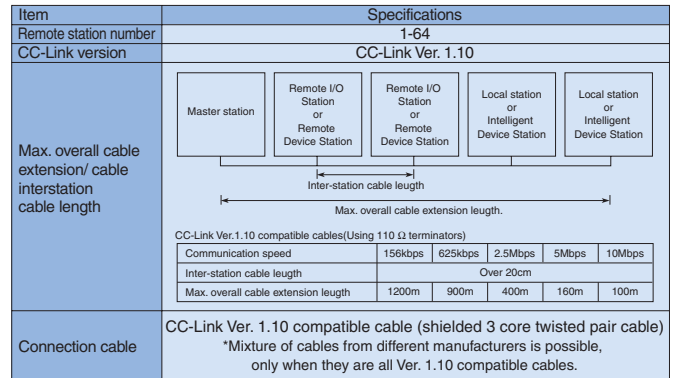 Item Specifications
Remote station number 1-64
CC-Link version CC-Link Ver. 1.10
Max. overall cable
extension/ cable
interstation
cable length
Master station
Remote I/O
Station
or
Remote
Device Station
Remote I/O
Station
or
Remote
Device Station
Local station
or
Intelligent
Device Station
Local station
or
Intelligent
Device Station
Inter-station cable leugth
Max. overall cable extension length.
CC-Link Ver.1.10 compatible cables(Using 110 Ω terminators)
Communication speed 156kbps 625kbps 2.5Mbps 5Mbps 10Mbps
Inter-station cable leugth Over 20cm
Max. overall cable extension leugth 1200m 900m 400m 160m 100m
Connection cable
CC-Link Ver. 1.10 compatible cable (shielded 3 core twisted pair cable)
*Mixture of cables from different manufacturers is possible,
only when they are all Ver. 1.10 compatible cables.